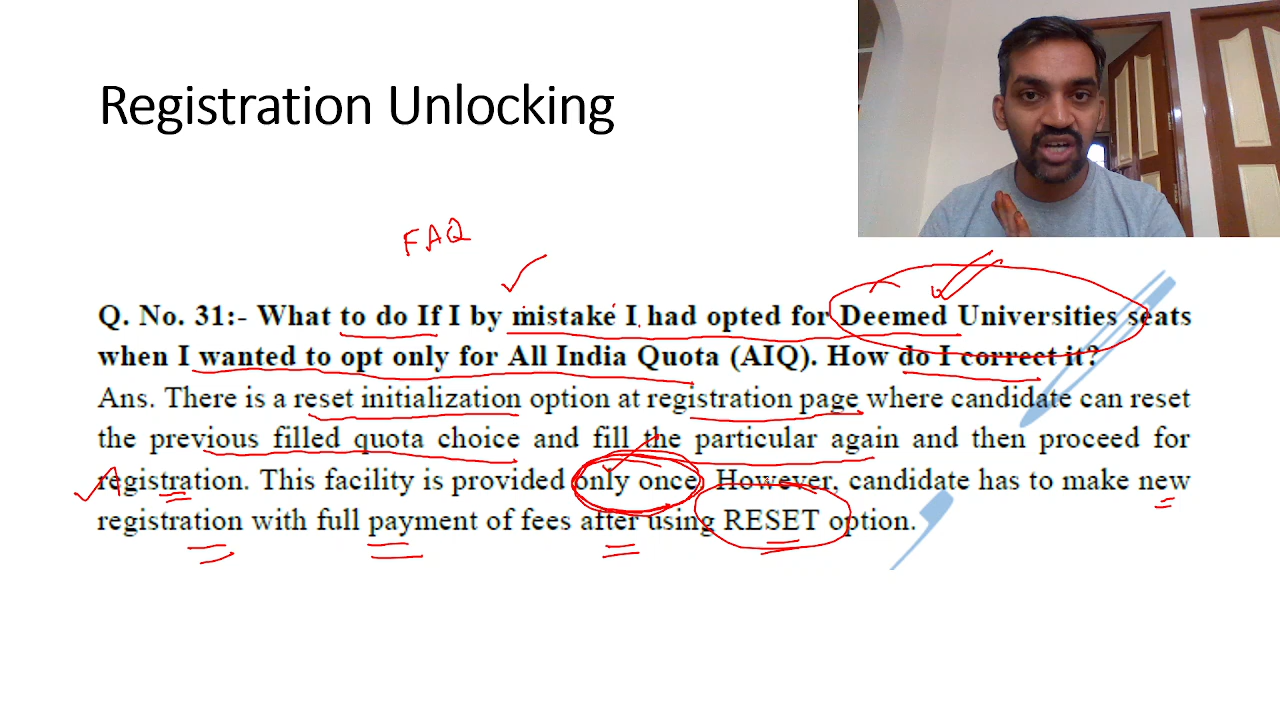 Registration Unlocking
FAQ
Q. No. 31:- What to do If I by mistake I had opted for Deemed Universities seats
when I wanted to opt only for All India Quota (AIQ). How do I correct it?
Ans. There is a reset initialization option at registration page where candidate can reset
the previous filled quota choice and fill the particular again and then proceed for
registration. This facility is provided only once. However, candidate has to make new
registration with full payment of fees after using RESET option.